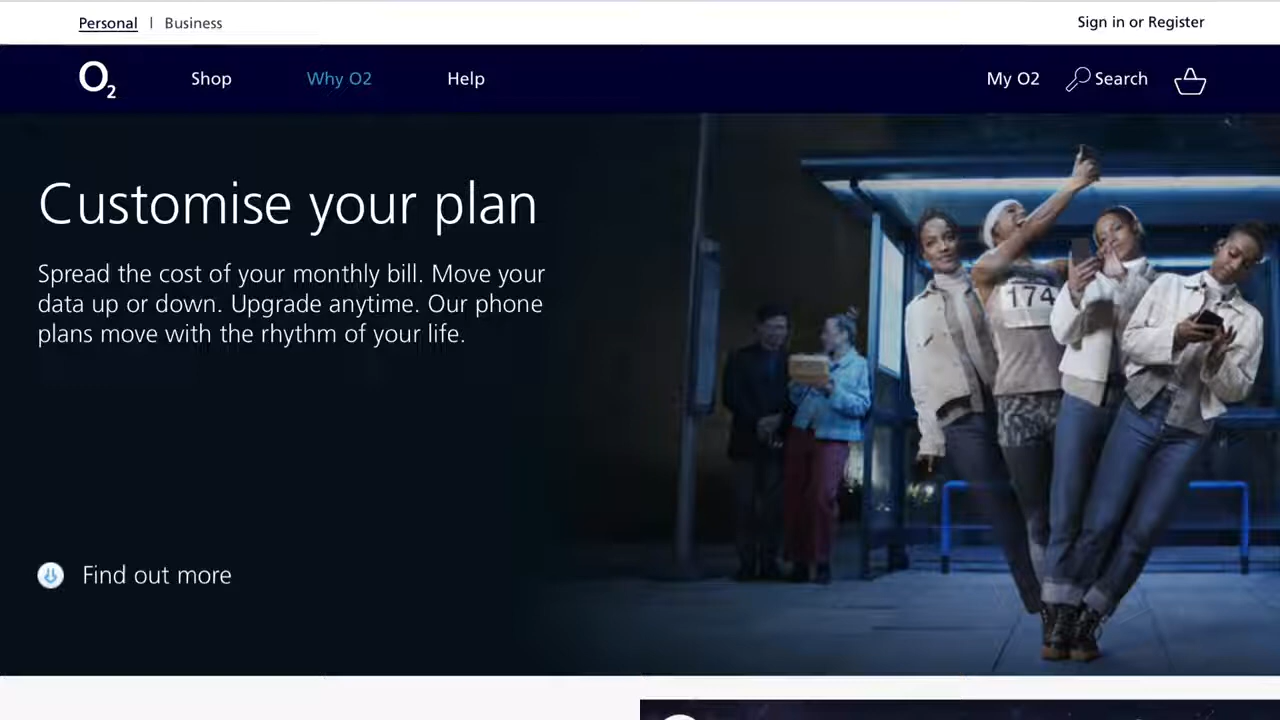 Personal | Business
Sign in or Register
O2
Shop
Why O2
Help
My O2
Search
Customise your plan
Spread the cost of your monthly bill. Move your
data up or down. Upgrade anytime. Our phone
plans move with the rhythm of your life.
174
Find out more